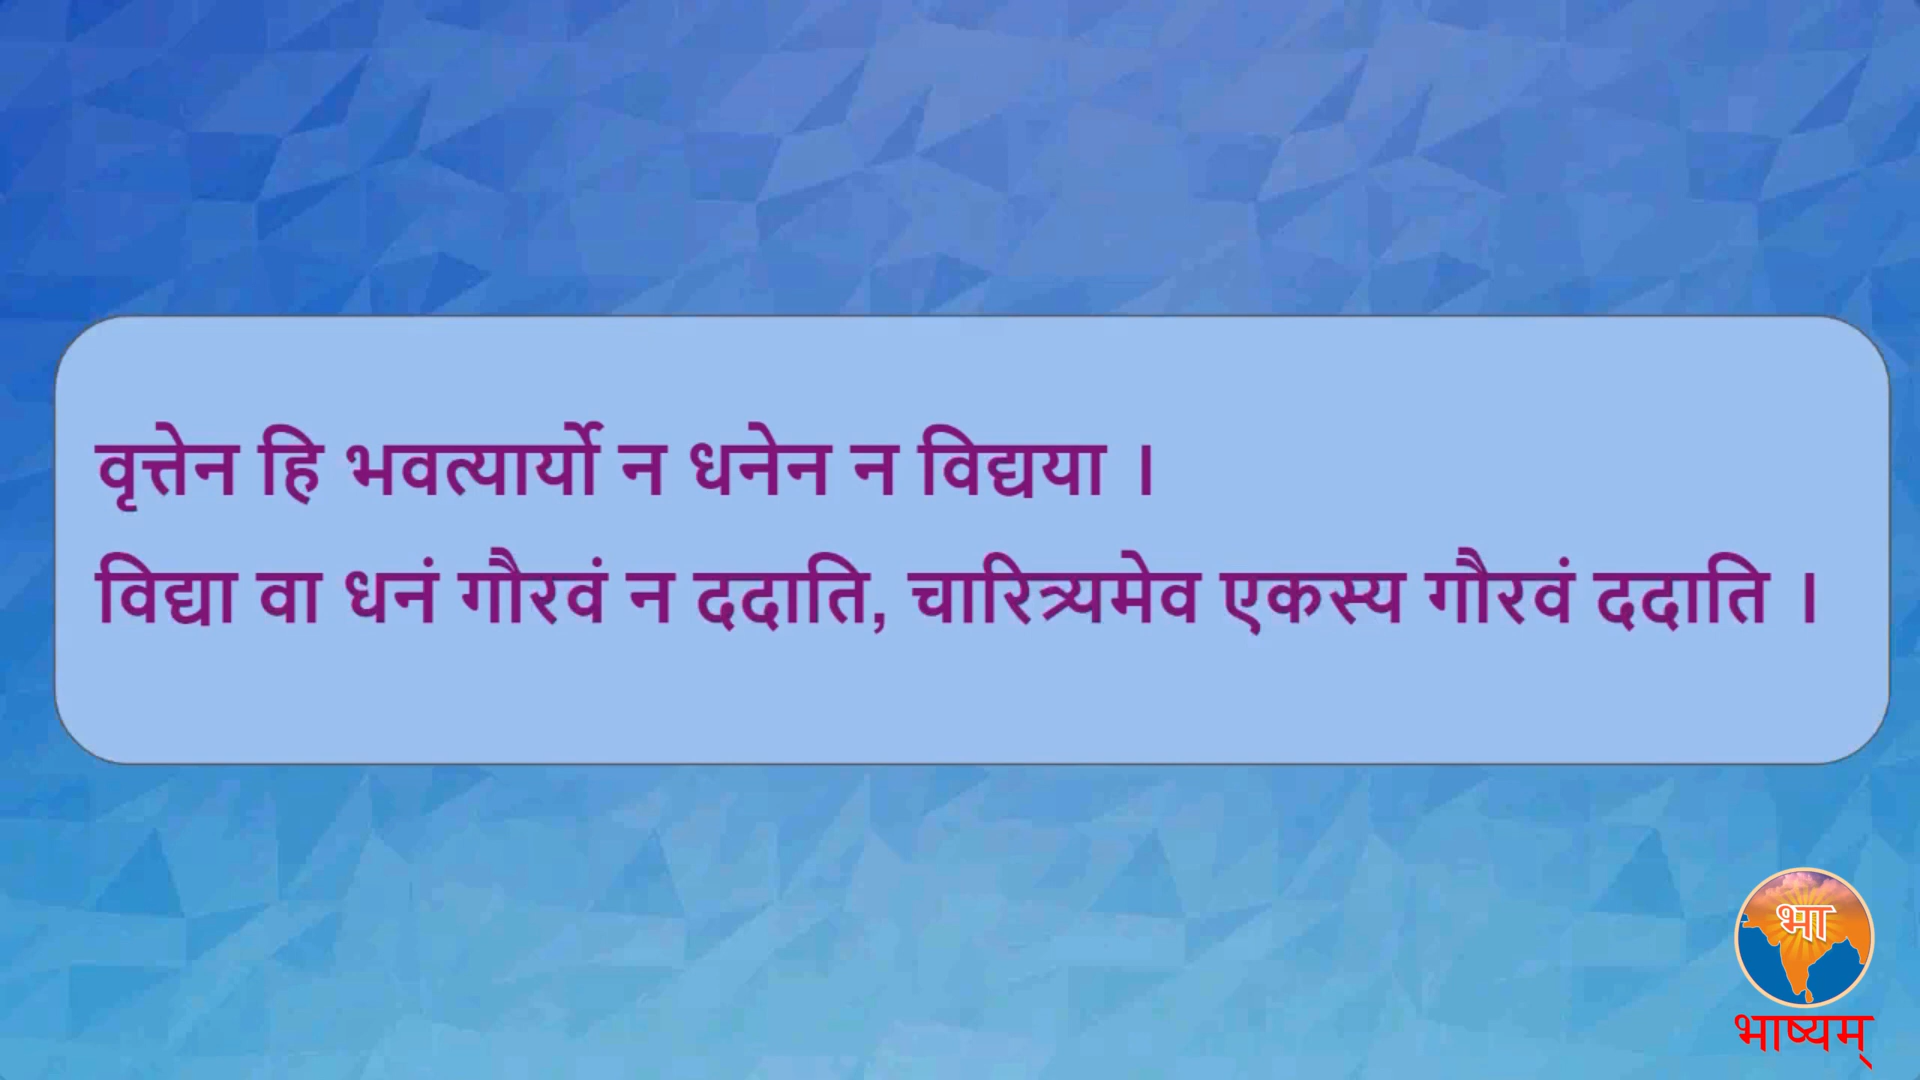 वृत्तेन हि भवत्यार्यो न धनेन न विद्यया ।
विद्या वा धनं गौरवं न ददाति, चारित्र्यमेव एकस्य गौरवं ददाति ।
भा
भाष्यम्